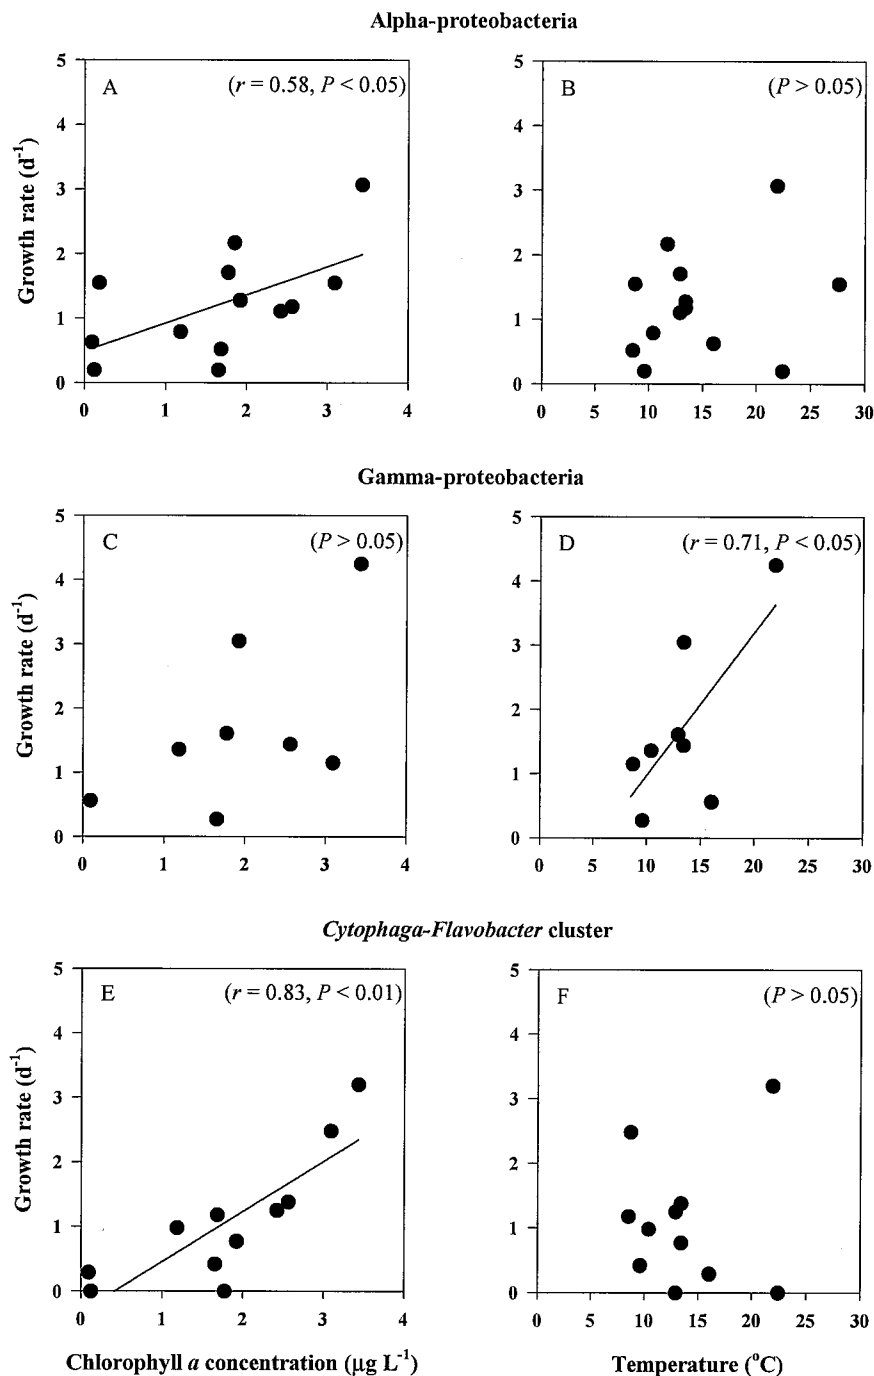 Alpha-proteobacteria
A
(r = 0.58, P < 0.05)
B
(P > 0.05)
Growth rate (d⁻¹)
5
4
3
2
1
0
0 1 2 3 4
5
4
3
2
1
0
0 5 10 15 20 25 30
Gamma-proteobacteria
C
(P > 0.05)
D
(r = 0.71, P < 0.05)
Growth rate (d⁻¹)
5
4
3
2
1
0
0 1 2 3 4
5
4
3
2
1
0
0 5 10 15 20 25 30
Cytophaga-Flavobacter cluster
E
(r = 0.83, P < 0.01)
F
(P > 0.05)
Growth rate (d⁻¹)
5
4
3
2
1
0
0 1 2 3 4
5
4
3
2
1
0
0 5 10 15 20 25 30
Chlorophyll a concentration (µg L⁻¹)
Temperature (°C)